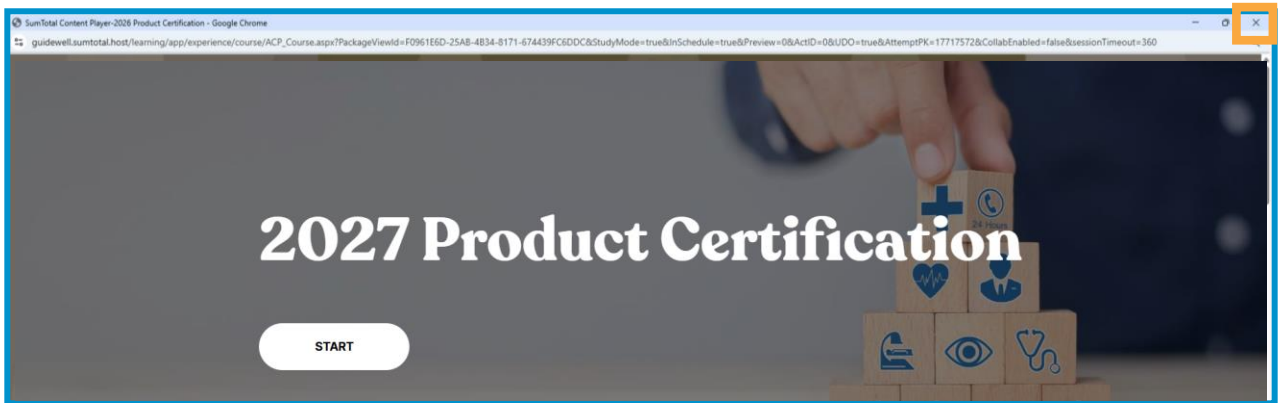 SumTotal Content Player-2026 Product Certification - Google Chrome
guidewell.sumtotal.host/learning/app/experience/course/ACP_Course.aspx?PackageViewId=F0961E6D-25AB-4B34-8171-674439FC6DDC&StudyMode=true&InSchedule=true&Preview=0&ActID=0&UDO=true&AttemptPK=17717572&CollabEnabled=false&sessionTimeout=360
2027 Product Certification
24 Hours
START